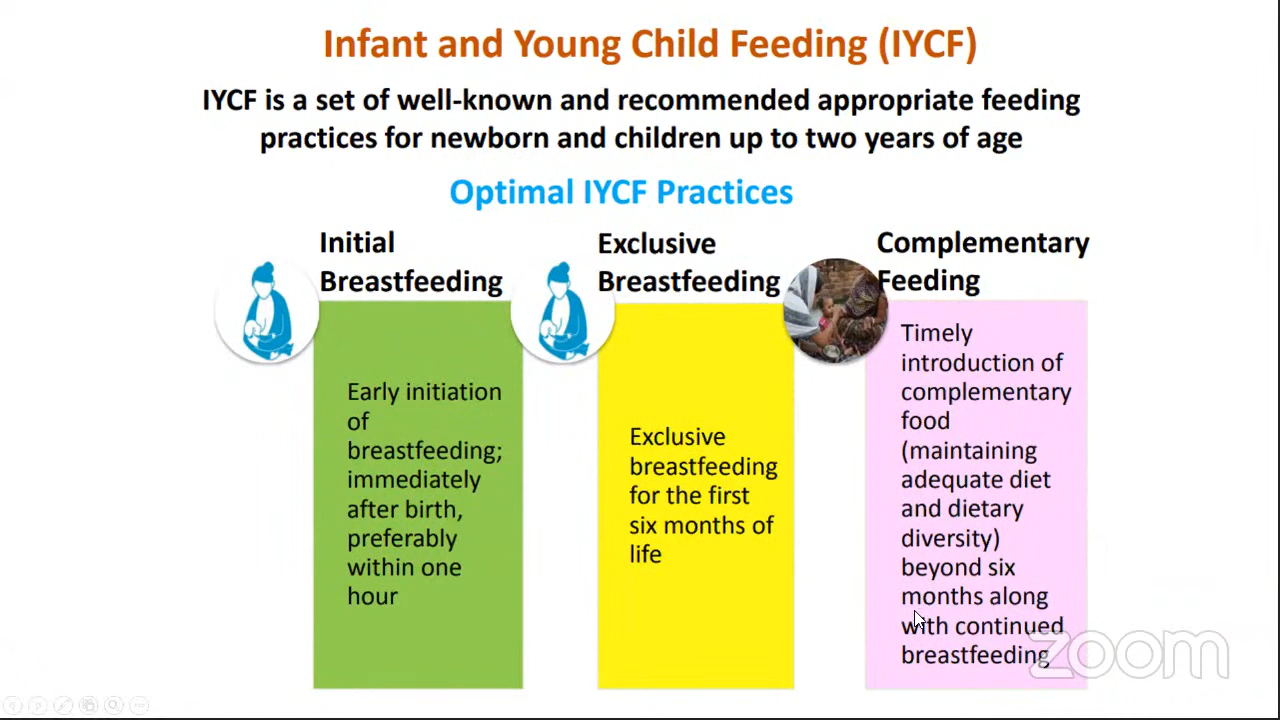 Infant and Young Child Feeding (IYCF)
IYCF is a set of well-known and recommended appropriate feeding
practices for newborn and children up to two years of age
Optimal IYCF Practices
Initial
Breastfeeding
Early initiation
of
breastfeeding;
immediately
after birth,
preferably
within one
hour
Exclusive
Breastfeeding
Exclusive
breastfeeding
for the first
six months of
life
Complementary
Feeding
Timely
introduction of
complementary
food
(maintaining
adequate diet
and dietary
diversity)
beyond six
months along
with continued
breastfeeding
zoom